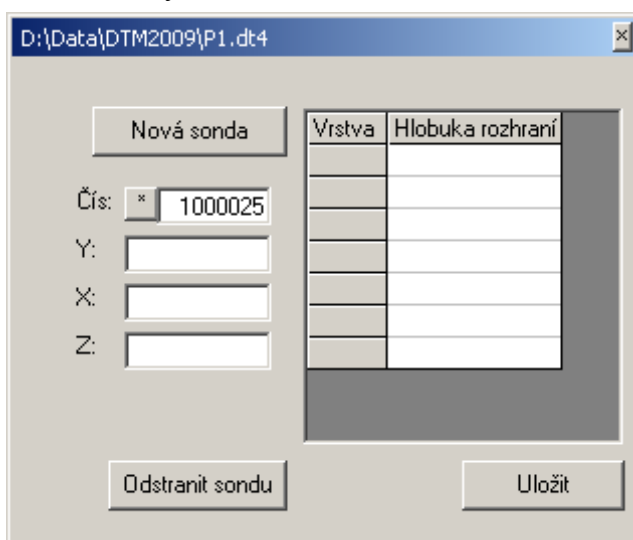 D:\Data\DTM2009\P1.dt4
Nová sonda
Vrstva Hlobuka rozhraní
Čís: * 1000025
Y:
X:
Z:
Odstranit sondu
Uložit